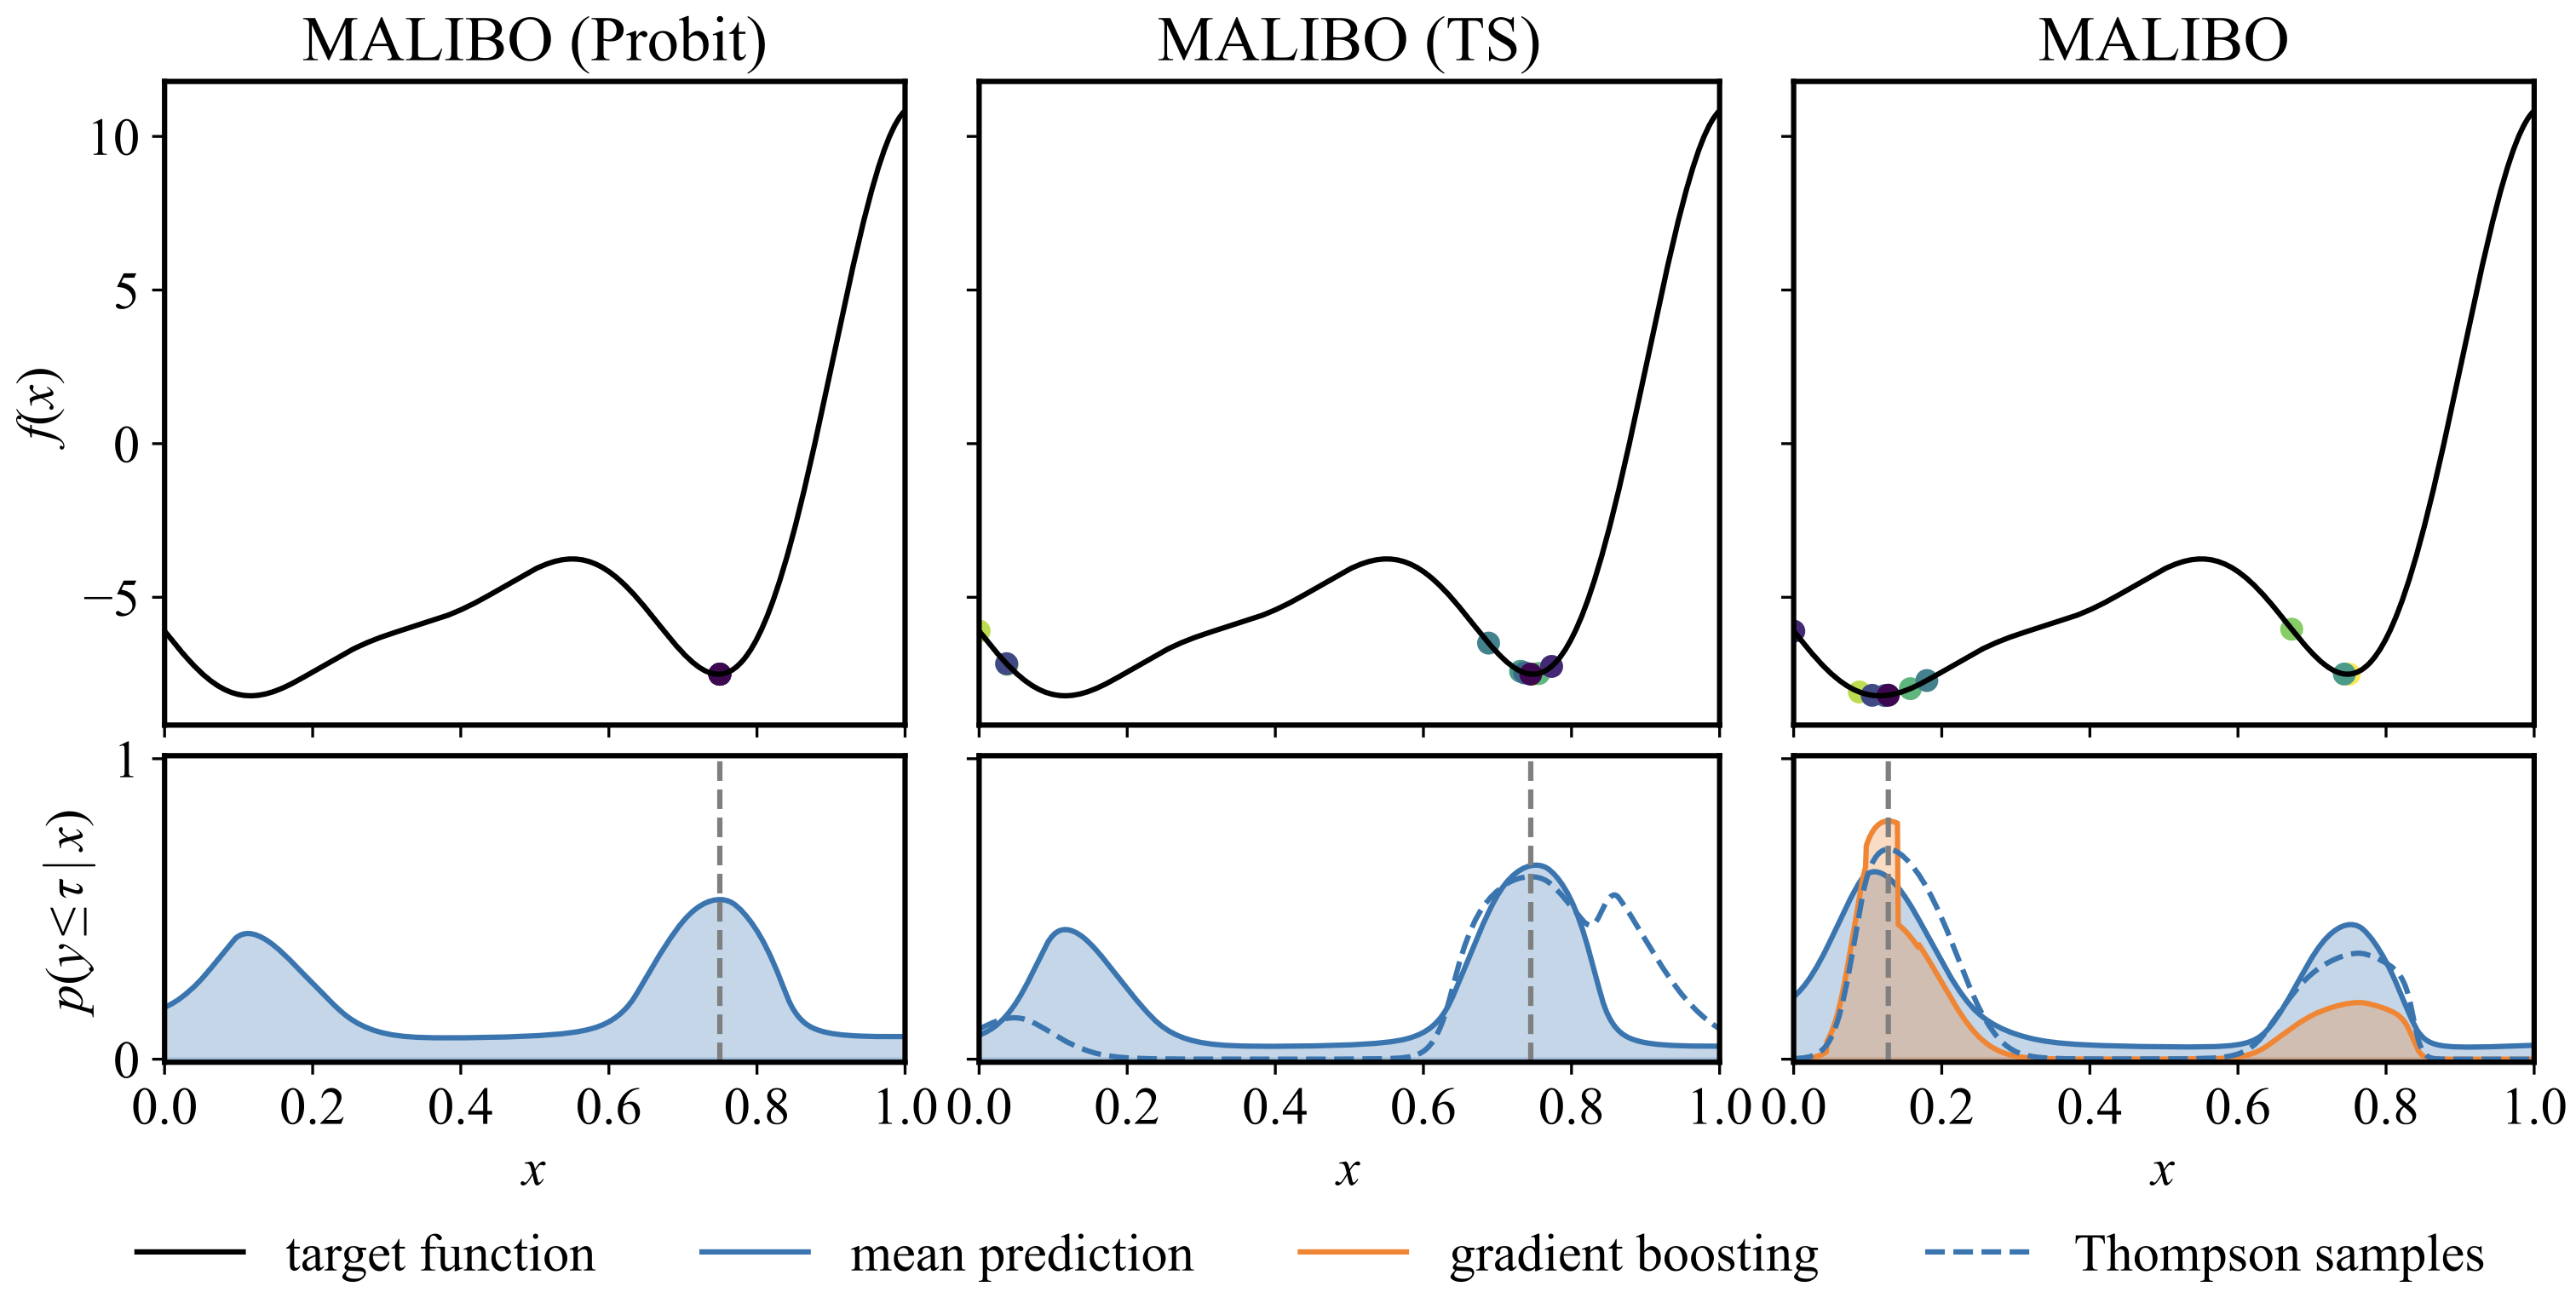 MALIBO (Probit) MALIBO (TS) MALIBO
10
5
0
−5
f(x)
1
0
p(y≤τ | x)
0.0 0.2 0.4 0.6 0.8 1.0 0.0 0.2 0.4 0.6 0.8 1.0 0.0 0.2 0.4 0.6 0.8 1.0
x x x
target function mean prediction gradient boosting Thompson samples